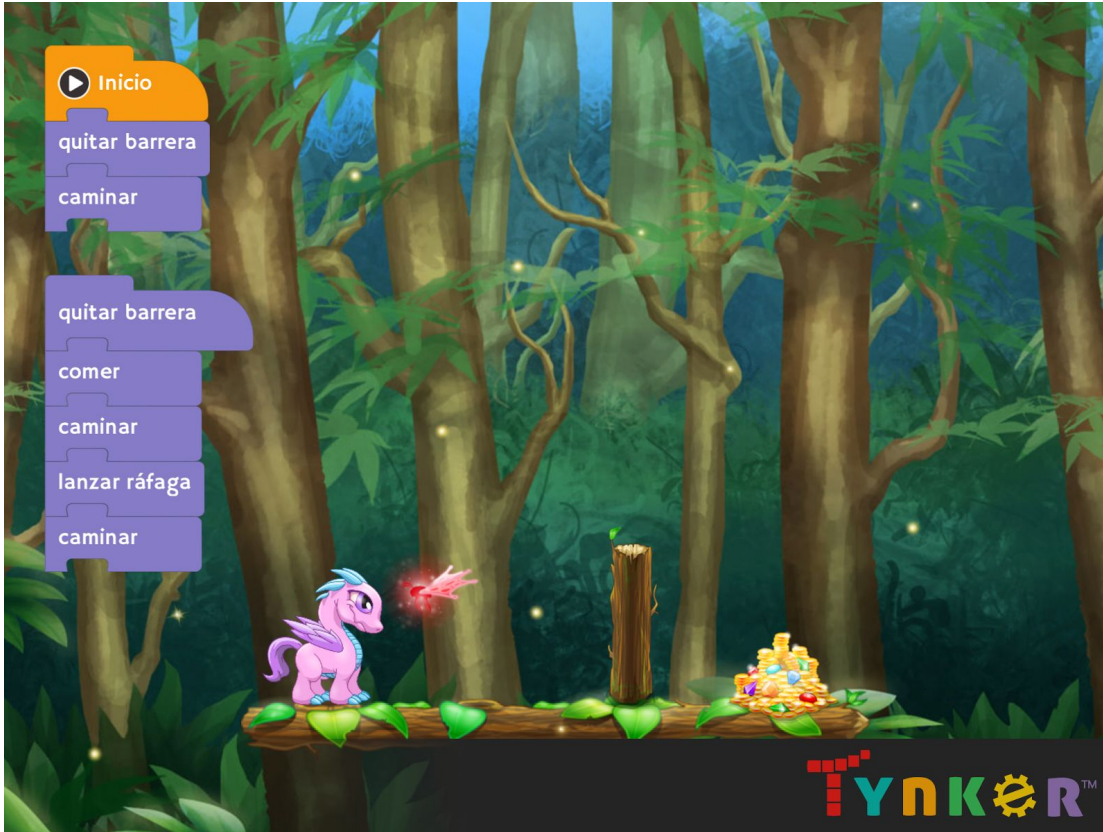 Inicio
quitar barrera
caminar
quitar barrera
comer
caminar
lanzar ráfaga
caminar
TYNKER™